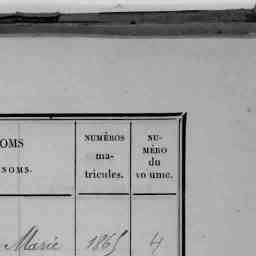 OMS
NOMS.
NUMÉROS
ma-
tricules.
NU-
MÉRO
du
volume.
Marie 1865 4